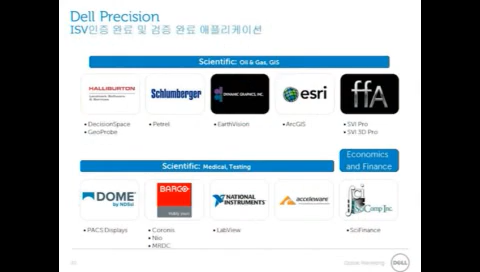 Dell Precision
ISV인증 완료 및 검증 완료 애플리케이션
Scientific: Oil & Gas, GIS
HALLIBURTON
Schlumberger
DYNAMIC GRAPHICS, INC.
esri
ffA
• DecisionSpace
• GeoProbe
• Petrel
• EarthVision
• ArcGIS
• SVI Pro
• SVI 3D Pro
Scientific: Medical, Testing
Economics
and Finance
DOME
BARCO
NATIONAL
INSTRUMENTS
acceleware
Comp Inc.
• PACS Displays
• Coronis
• Nio
• MRDC
• LabView
• SciFinance
Marketing
DELL